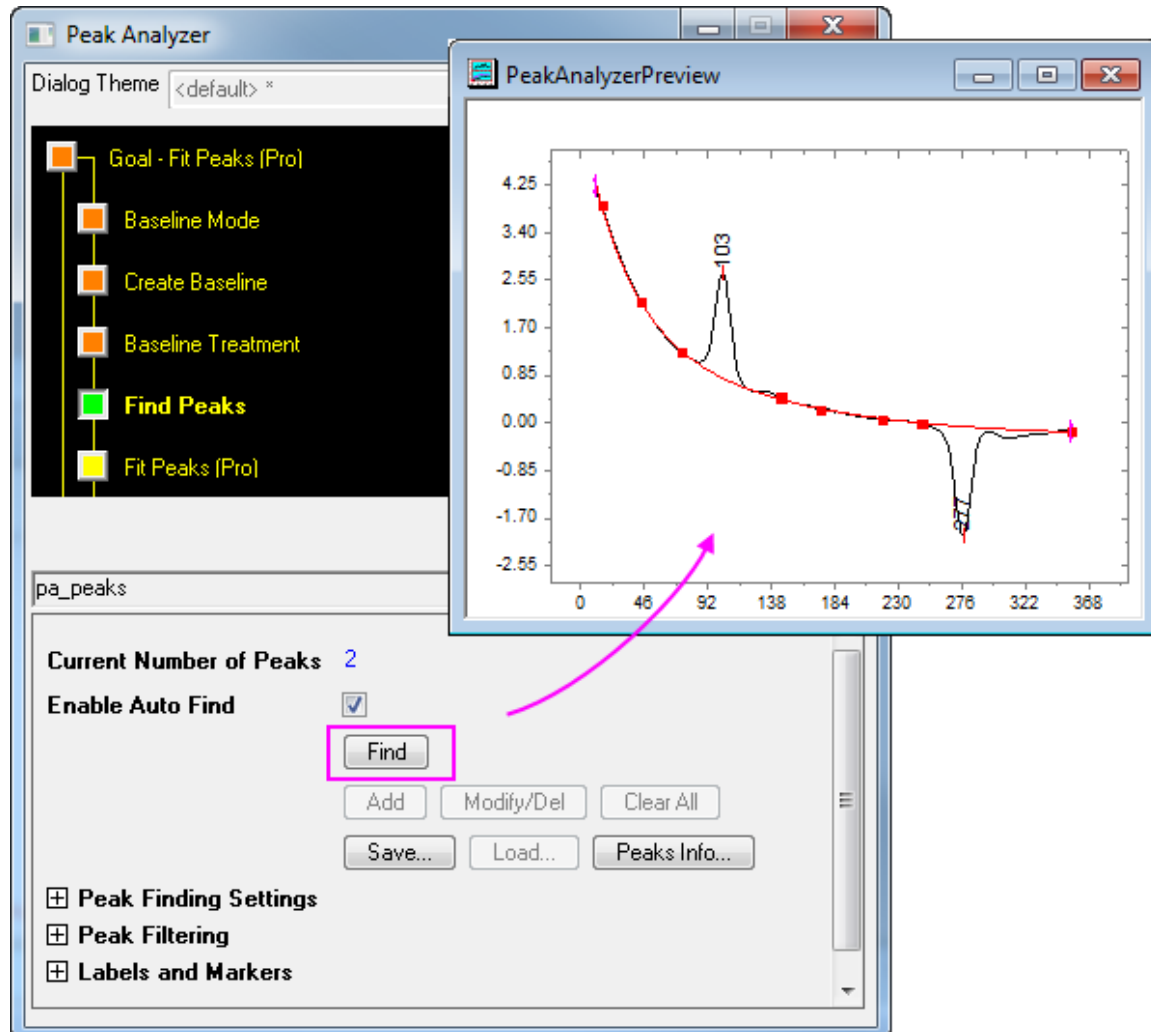 Peak Analyzer
Dialog Theme <default> *
Goal - Fit Peaks (Pro)
Baseline Mode
Create Baseline
Baseline Treatment
Find Peaks
Fit Peaks (Pro)
PeakAnalyzerPreview
103
4.25
3.40
2.55
1.70
0.85
0.00
-0.85
-1.70
-2.55
0 46 92 138 184 230 276 322 368
pa_peaks
Current Number of Peaks 2
Enable Auto Find
Find
Add Modify/Del Clear All
Save... Load... Peaks Info...
Peak Finding Settings
Peak Filtering
Labels and Markers